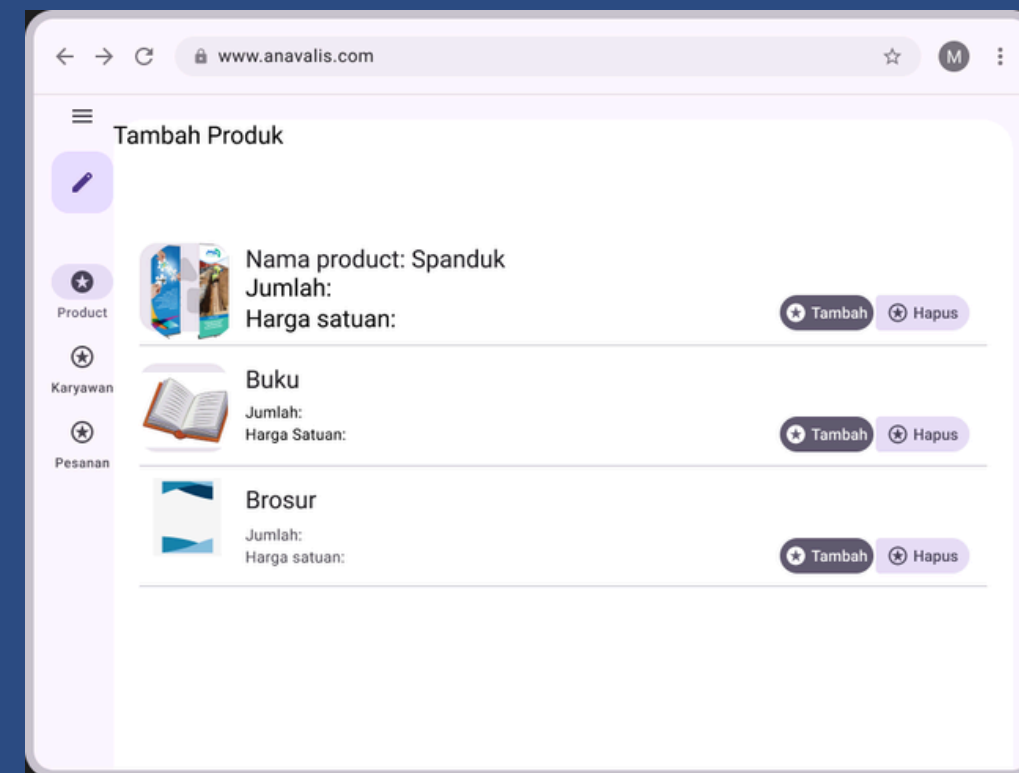 www.anavalis.com
M
Tambah Produk
Product
Karyawan
Pesanan
Nama product: Spanduk
Jumlah:
Harga satuan:
Tambah
Hapus
Buku
Jumlah:
Harga Satuan:
Tambah
Hapus
Brosur
Jumlah:
Harga satuan:
Tambah
Hapus